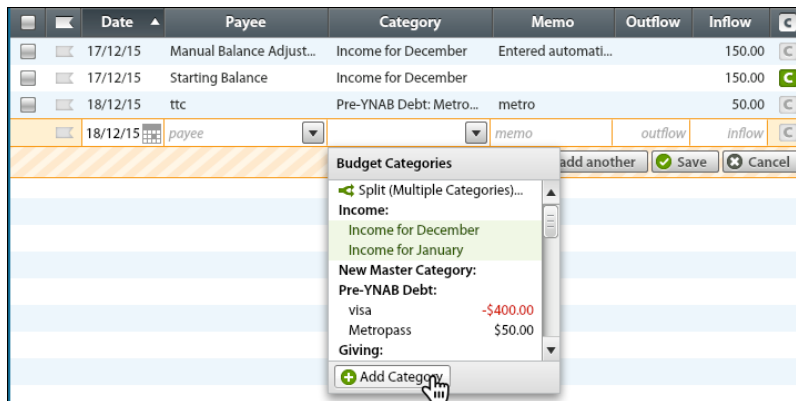 Date ▲ Payee Category Memo Outflow Inflow C
17/12/15 Manual Balance Adjust... Income for December Entered automati... 150.00 C
17/12/15 Starting Balance Income for December 150.00 C
18/12/15 ttc Pre-YNAB Debt: Metro... metro 50.00 C
18/12/15 payee memo outflow inflow C
add another Save Cancel
Budget Categories
Split (Multiple Categories)...
Income:
Income for December
Income for January
New Master Category:
Pre-YNAB Debt:
visa -$400.00
Metropass $50.00
Giving:
Add Category